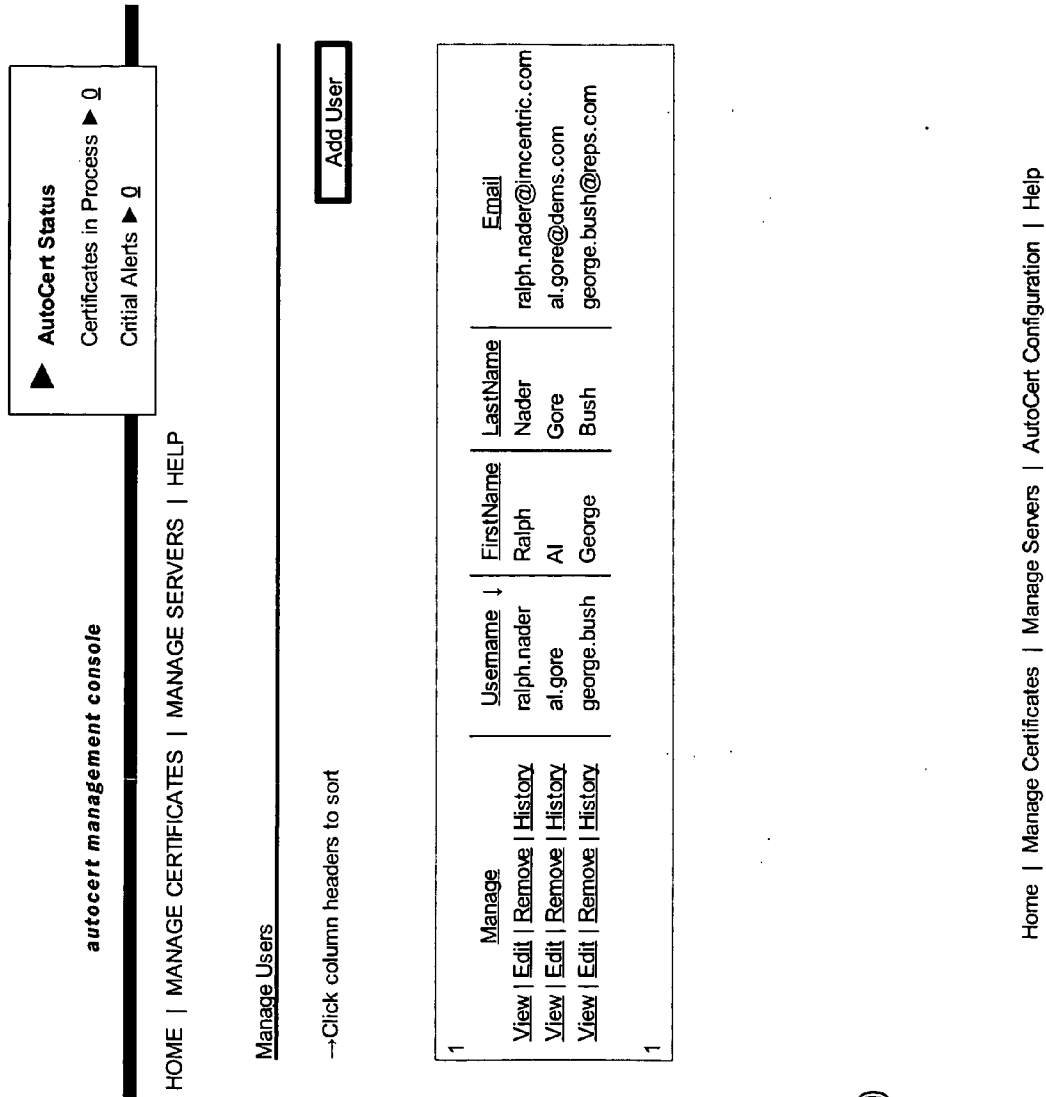 autocert management console
▶ AutoCert Status
Certificates in Process ▶ 0
Critial Alerts ▶ 0
HOME | MANAGE CERTIFICATES | MANAGE SERVERS | HELP
Manage Users
→Click column headers to sort
Add User
1
Manage Username ↓ FirstName LastName Email
View | Edit | Remove | History ralph.nader Ralph Nader ralph.nader@imcentric.com
View | Edit | Remove | History al.gore Al Gore al.gore@dems.com
View | Edit | Remove | History george.bush George Bush george.bush@reps.com
1
Home | Manage Certificates | Manage Servers | AutoCert Configuration | Help